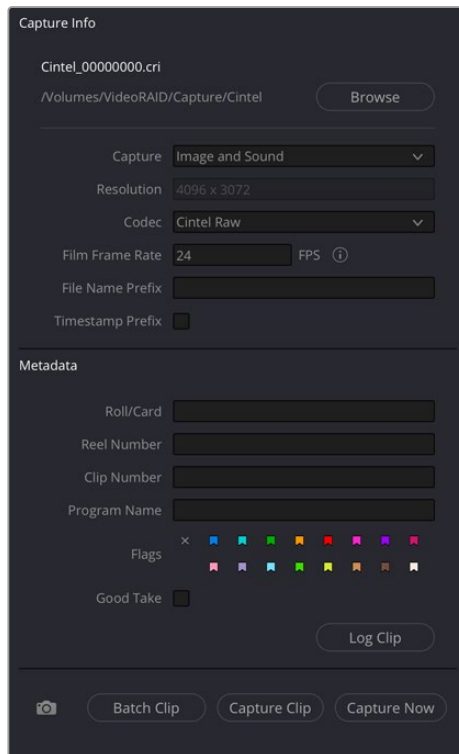 Capture Info
Cintel_00000000.cri
/Volumes/VideoRAID/Capture/Cintel
Browse
Capture Image and Sound
Resolution 4096 x 3072
Codec Cintel Raw
Film Frame Rate 24 FPS
File Name Prefix
Timestamp Prefix
Metadata
Roll/Card
Reel Number
Clip Number
Program Name
Flags
Good Take
Log Clip
Batch Clip Capture Clip Capture Now